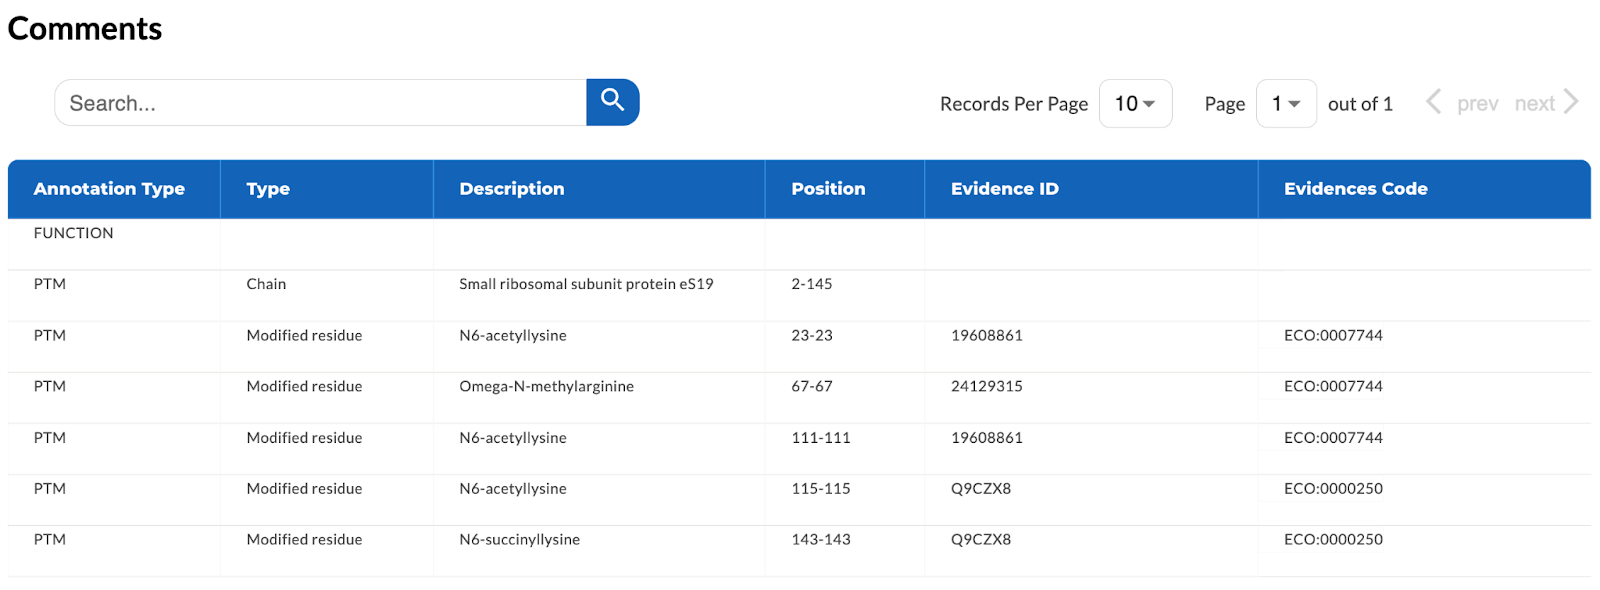 Comments
Search...
Records Per Page 10 Page 1 out of 1 prev next
Annotation Type Type Description Position Evidence ID Evidences Code
FUNCTION
PTM Chain Small ribosomal subunit protein eS19 2-145
PTM Modified residue N6-acetyllysine 23-23 19608861 ECO:0007744
PTM Modified residue Omega-N-methylarginine 67-67 24129315 ECO:0007744
PTM Modified residue N6-acetyllysine 111-111 19608861 ECO:0007744
PTM Modified residue N6-acetyllysine 115-115 Q9CZX8 ECO:0000250
PTM Modified residue N6-succinyllysine 143-143 Q9CZX8 ECO:0000250